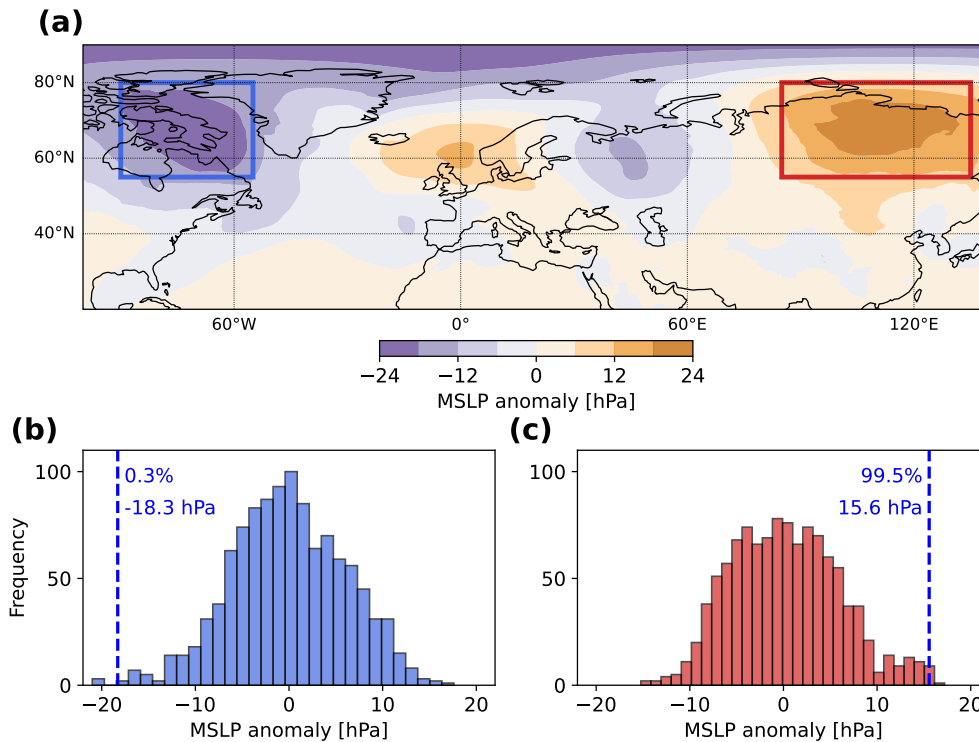 (a)
80°N
60°N
40°N
60°W 0° 60°E 120°E
−24 −12 0 12 24
MSLP anomaly [hPa]
(b)
100
50
0
Frequency
0.3%
-18.3 hPa
−20 −10 0 10 20
MSLP anomaly [hPa]
(c)
100
50
0
99.5%
15.6 hPa
−20 −10 0 10 20
MSLP anomaly [hPa]